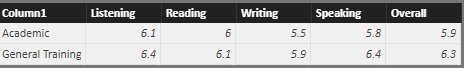 Column1 Listening Reading Writing Speaking Overall
Academic 6.1 6 5.5 5.8 5.9
General Training 6.4 6.1 5.9 6.4 6.3